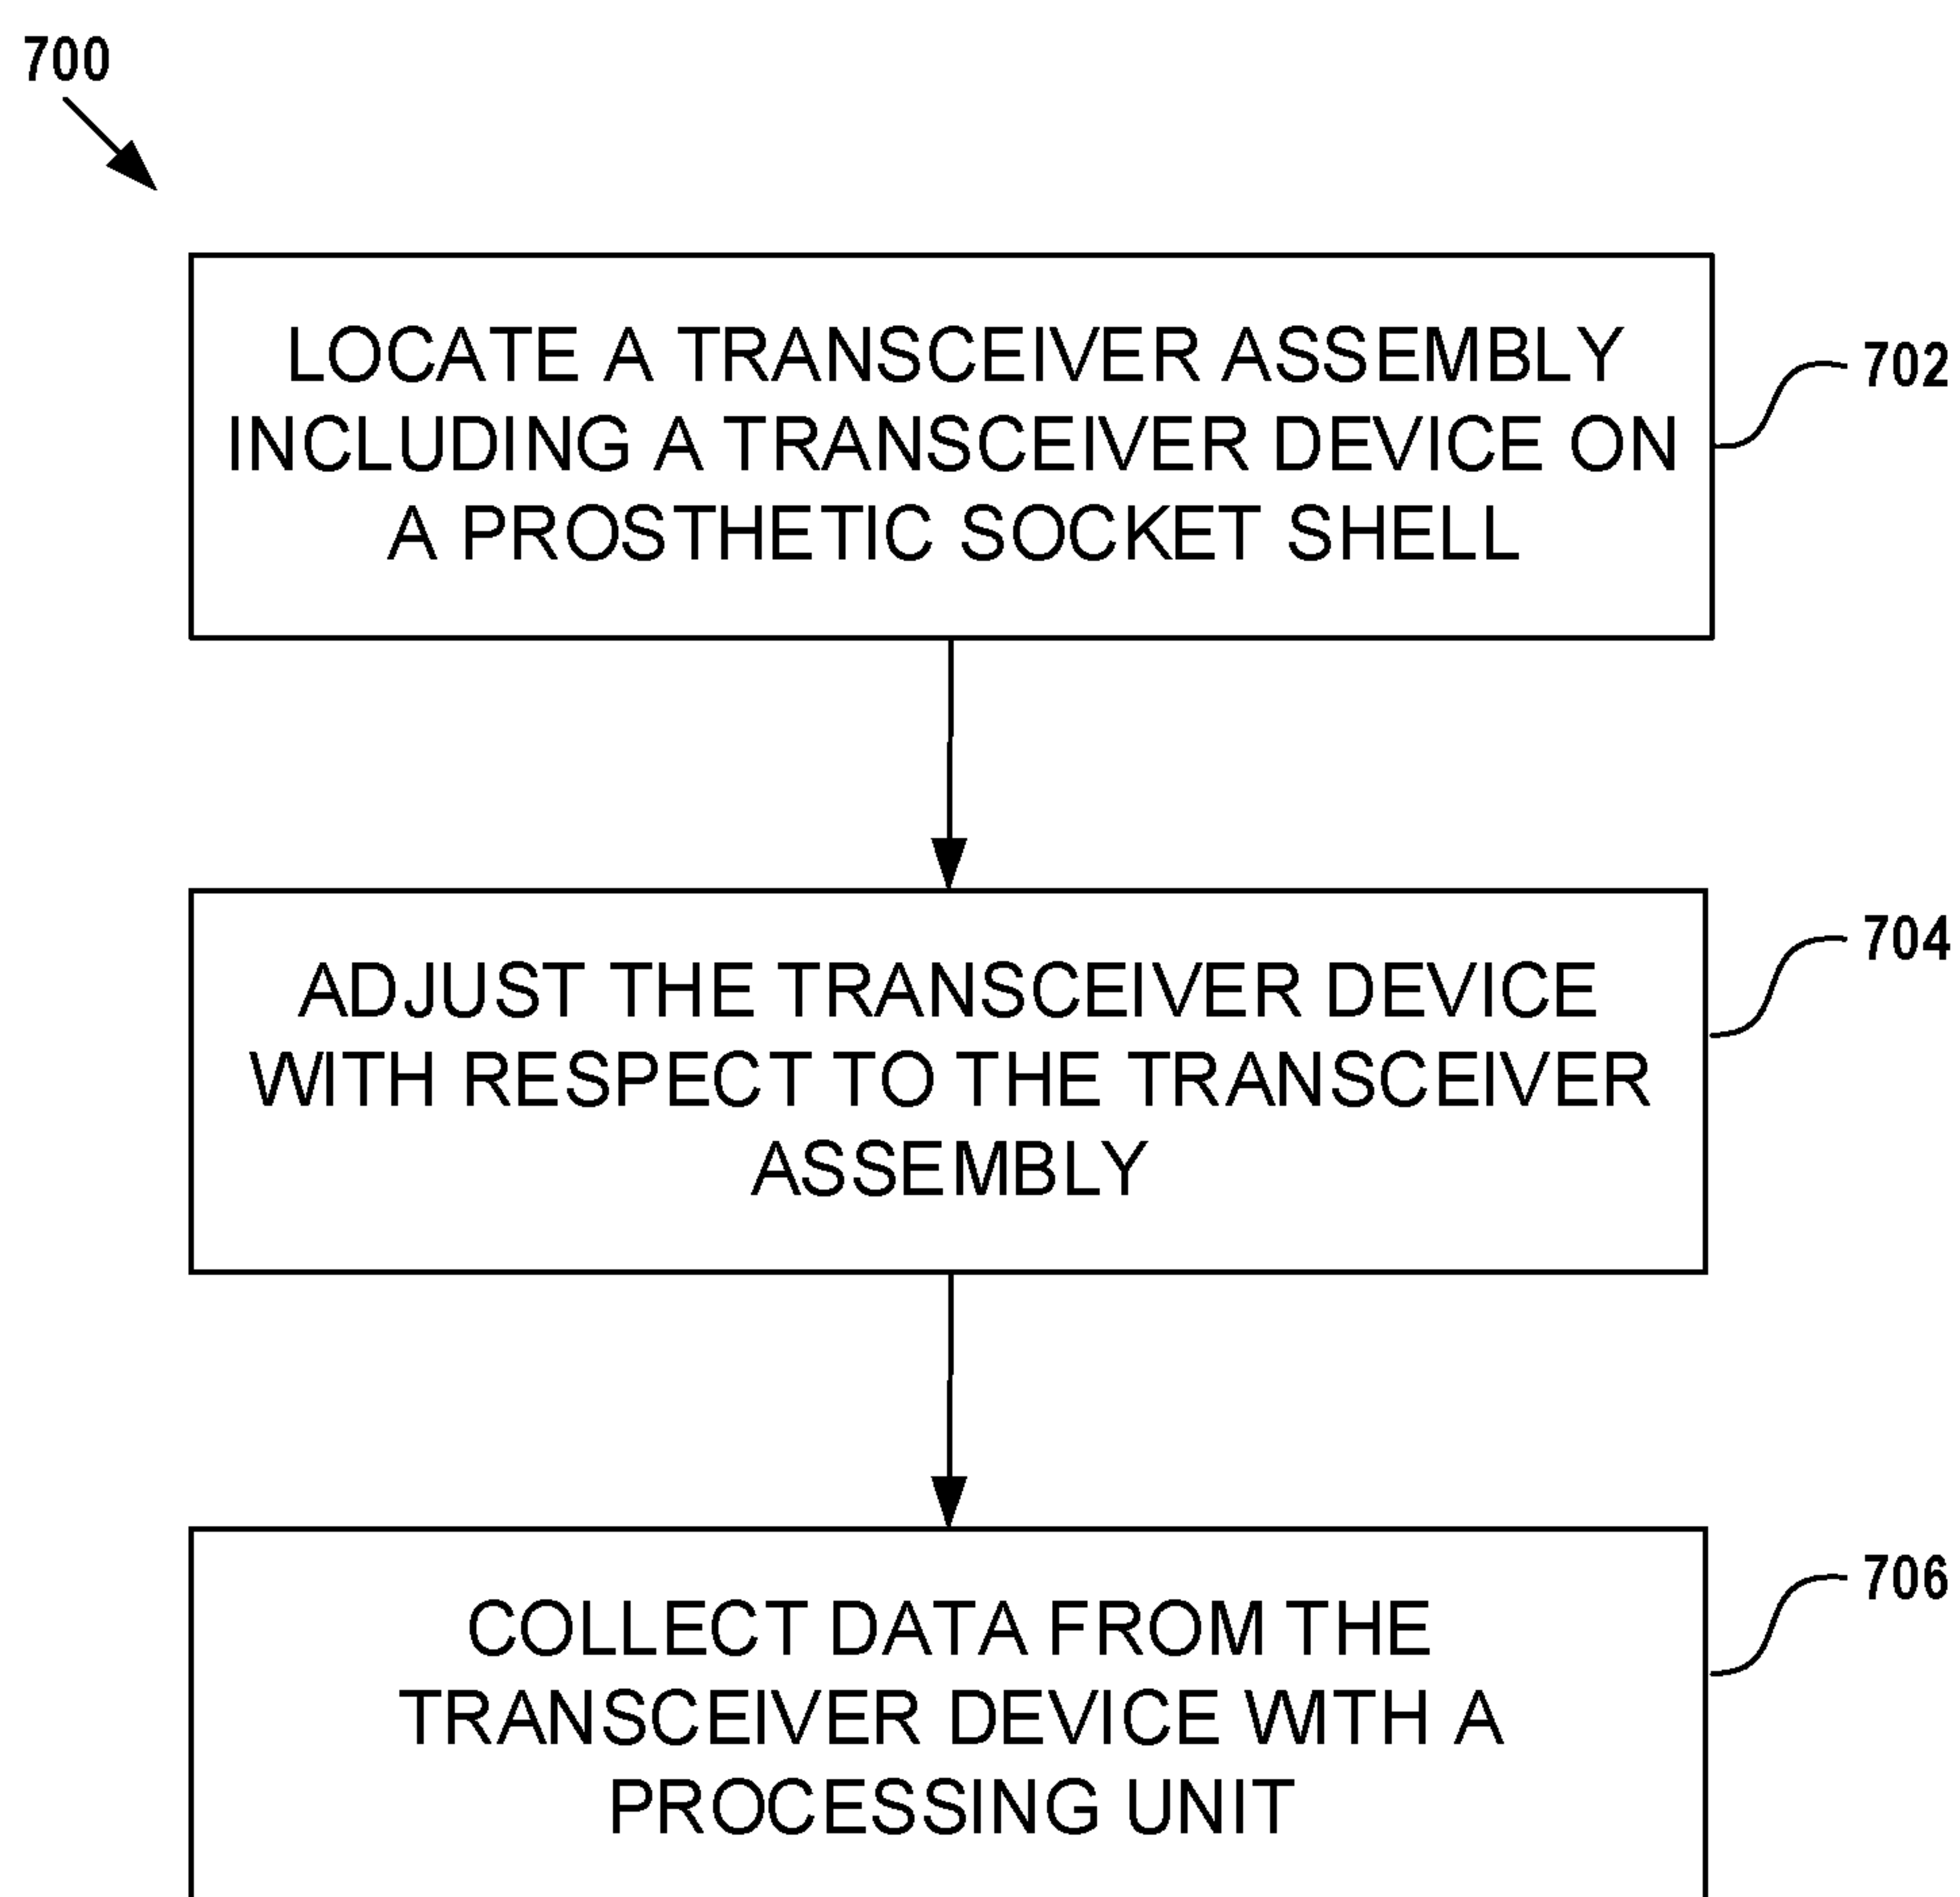 700
LOCATE A TRANSCEIVER ASSEMBLY
INCLUDING A TRANSCEIVER DEVICE ON
A PROSTHETIC SOCKET SHELL
702
ADJUST THE TRANSCEIVER DEVICE
WITH RESPECT TO THE TRANSCEIVER
ASSEMBLY
704
COLLECT DATA FROM THE
TRANSCEIVER DEVICE WITH A
PROCESSING UNIT
706